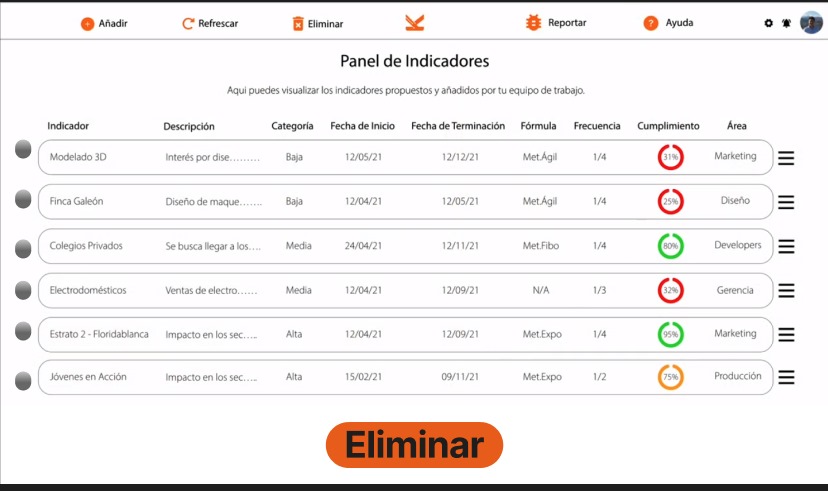 Añadir Refrescar Eliminar Reportar Ayuda
Panel de Indicadores
Aqui puedes visualizar los indicadores propuestos y añadidos por tu equipo de trabajo.
Indicador Descripción Categoría Fecha de Inicio Fecha de Terminación Fórmula Frecuencia Cumplimiento Área
Modelado 3D Interés por dise......... Baja 12/05/21 12/12/21 Met.Ágil 1/4 31% Marketing
Finca Galeón Diseño de maque....... Baja 12/04/21 12/05/21 Met.Ágil 1/4 25% Diseño
Colegios Privados Se busca llegar a los.... Media 24/04/21 12/11/21 Met.Fibo 1/4 80% Developers
Electrodomésticos Ventas de electro...... Media 12/04/21 12/09/21 N/A 1/3 32% Gerencia
Estrato 2 - Floridablanca Impacto en los sec..... Alta 12/04/21 12/09/21 Met.Expo 1/4 95% Marketing
Jóvenes en Acción Impacto en los sec..... Alta 15/02/21 09/11/21 Met.Expo 1/2 75% Producción
Eliminar